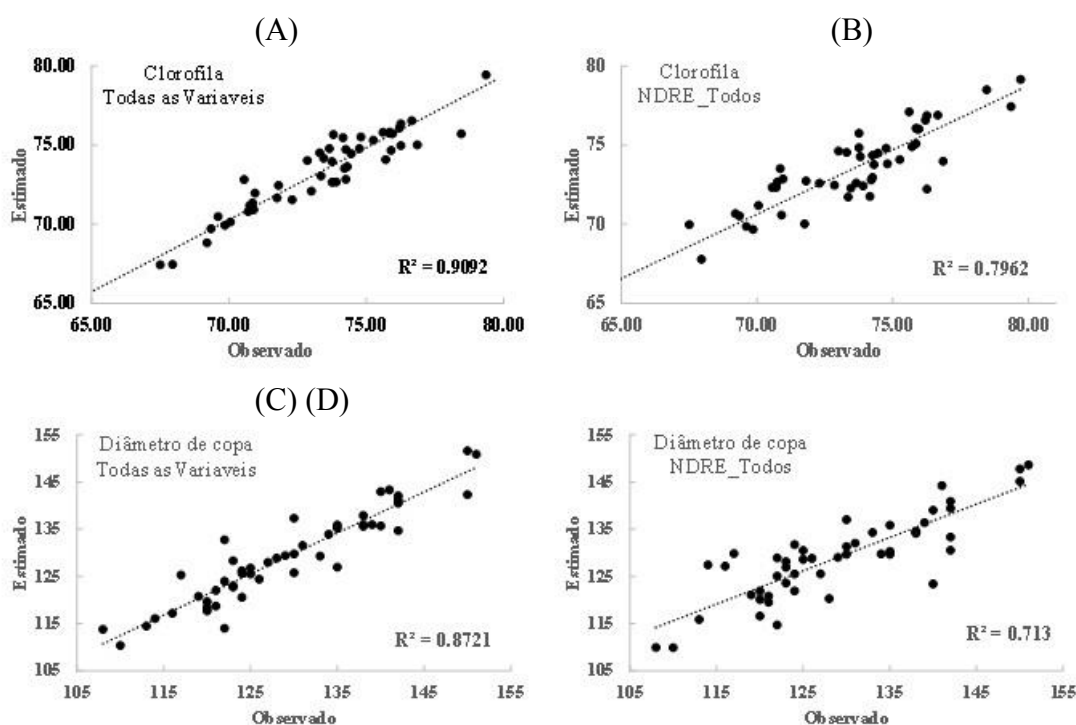 (A)
80.00
75.00
70.00
65.00
Estimado
Clorofila
Todas as Variaveis
R² = 0.9092
65.00 70.00 75.00 80.00
Observado
(B)
80
75
70
65
Estimado
Clorofila
NDRE_Todos
R² = 0.7962
65.00 70.00 75.00 80.00
Observado
(C) (D)
155
145
135
125
115
105
Estimado
Diâmetro de copa
Todas as Variaveis
R² = 0.8721
105 115 125 135 145 155
Observado
155
145
135
125
115
105
Estimado
Diâmetro de copa
NDRE_Todos
R² = 0.713
105 115 125 135 145 155
Observado